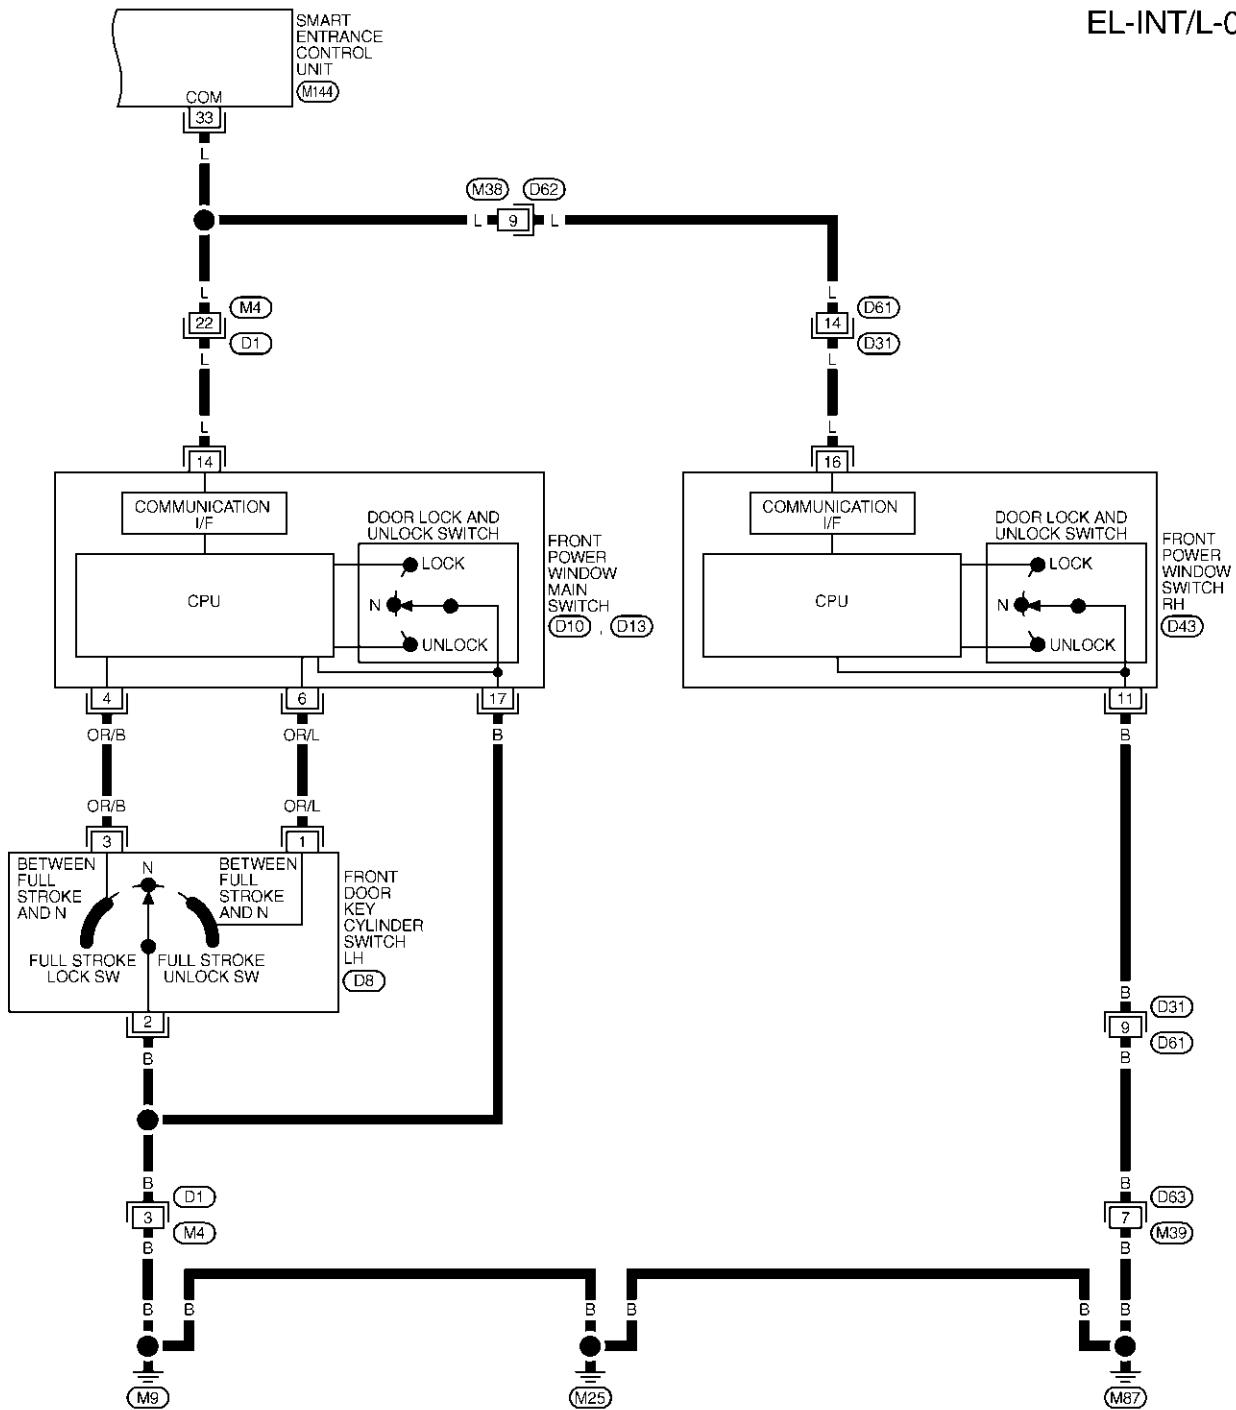 EL-INT/L-0
SMART
ENTRANCE
CONTROL
UNIT
M144
COM
33
L
M38 D62
L 9 L
L
M4
22
D1
L
L
L
D61
14
D31
L
L
14
COMMUNICATION
I/F
CPU
DOOR LOCK AND
UNLOCK SWITCH
LOCK
N
UNLOCK
FRONT
POWER
WINDOW
MAIN
SWITCH
D10 , D13
16
COMMUNICATION
I/F
CPU
DOOR LOCK AND
UNLOCK SWITCH
LOCK
N
UNLOCK
FRONT
POWER
WINDOW
SWITCH
RH
D43
4 6 17
OR/B OR/L B
OR/B OR/L
11
B
3 1
BETWEEN
FULL
STROKE
AND N
N
BETWEEN
FULL
STROKE
AND N
FULL STROKE
LOCK SW
FULL STROKE
UNLOCK SW
FRONT
DOOR
KEY
CYLINDER
SWITCH
LH
D8
2
B
B
D31
9
D61
B
B
D1
3
M4
B
B
D63
7
M39
B
B B B B B B
M9 M25 M87